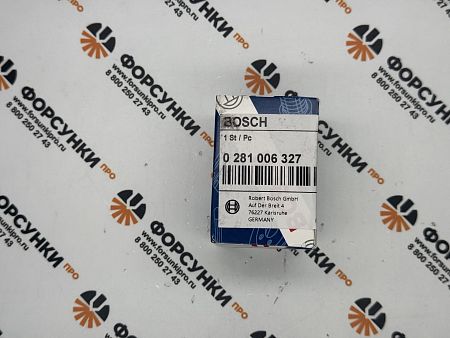 BOSCH
1 St / Pc
0 281 006 327
Robert Bosch GmbH
Auf Der Breit 4
76227 Karlsruhe
GERMANY
ФОРСУНКИ ПРО
www.forsunkipro.ru
8 800 250 27 43